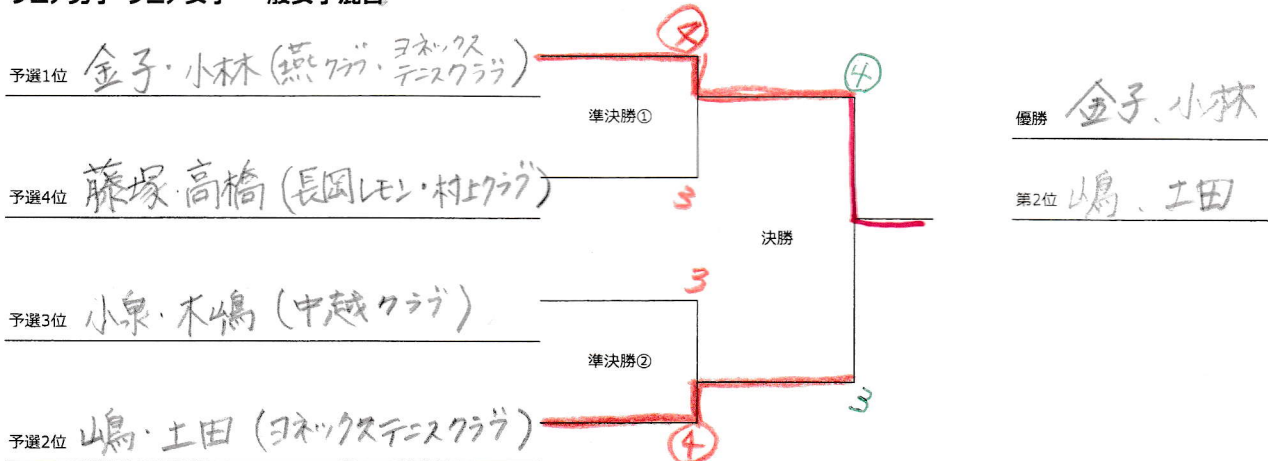 ④
予選1位 金子・小林(燕クラブ・ヨネックステニスクラブ)
④
準決勝①
優勝 金子、小林
予選4位 藤塚・高橋(長岡レモン・村上クラブ)
3
第2位 嶋、土田
決勝
3
予選3位 小泉・木嶋(中越クラブ)
準決勝②
3
予選2位 嶋・土田(ヨネックステニスクラブ)
④